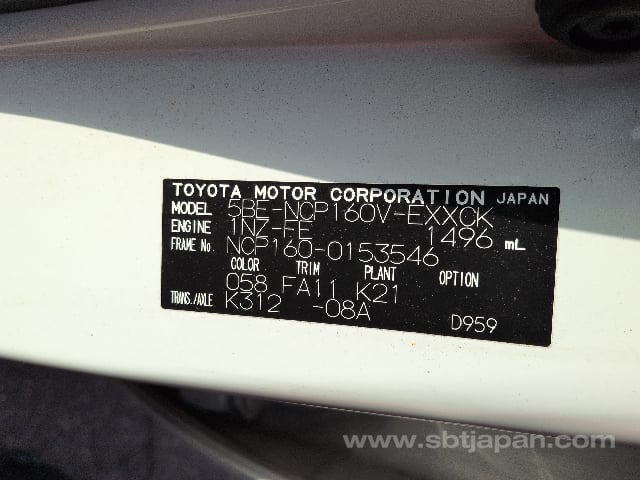 TOYOTA MOTOR CORPORATION JAPAN
MODEL 5BE-NCP160V-EXXCK
ENGINE 1NZ-FE 1496 mL
FRAME No. NCP160-0153546
COLOR TRIM PLANT OPTION
058 FA11 K21
TRANS./AXLE K312 -08A
D959
www.sbtjapan.com